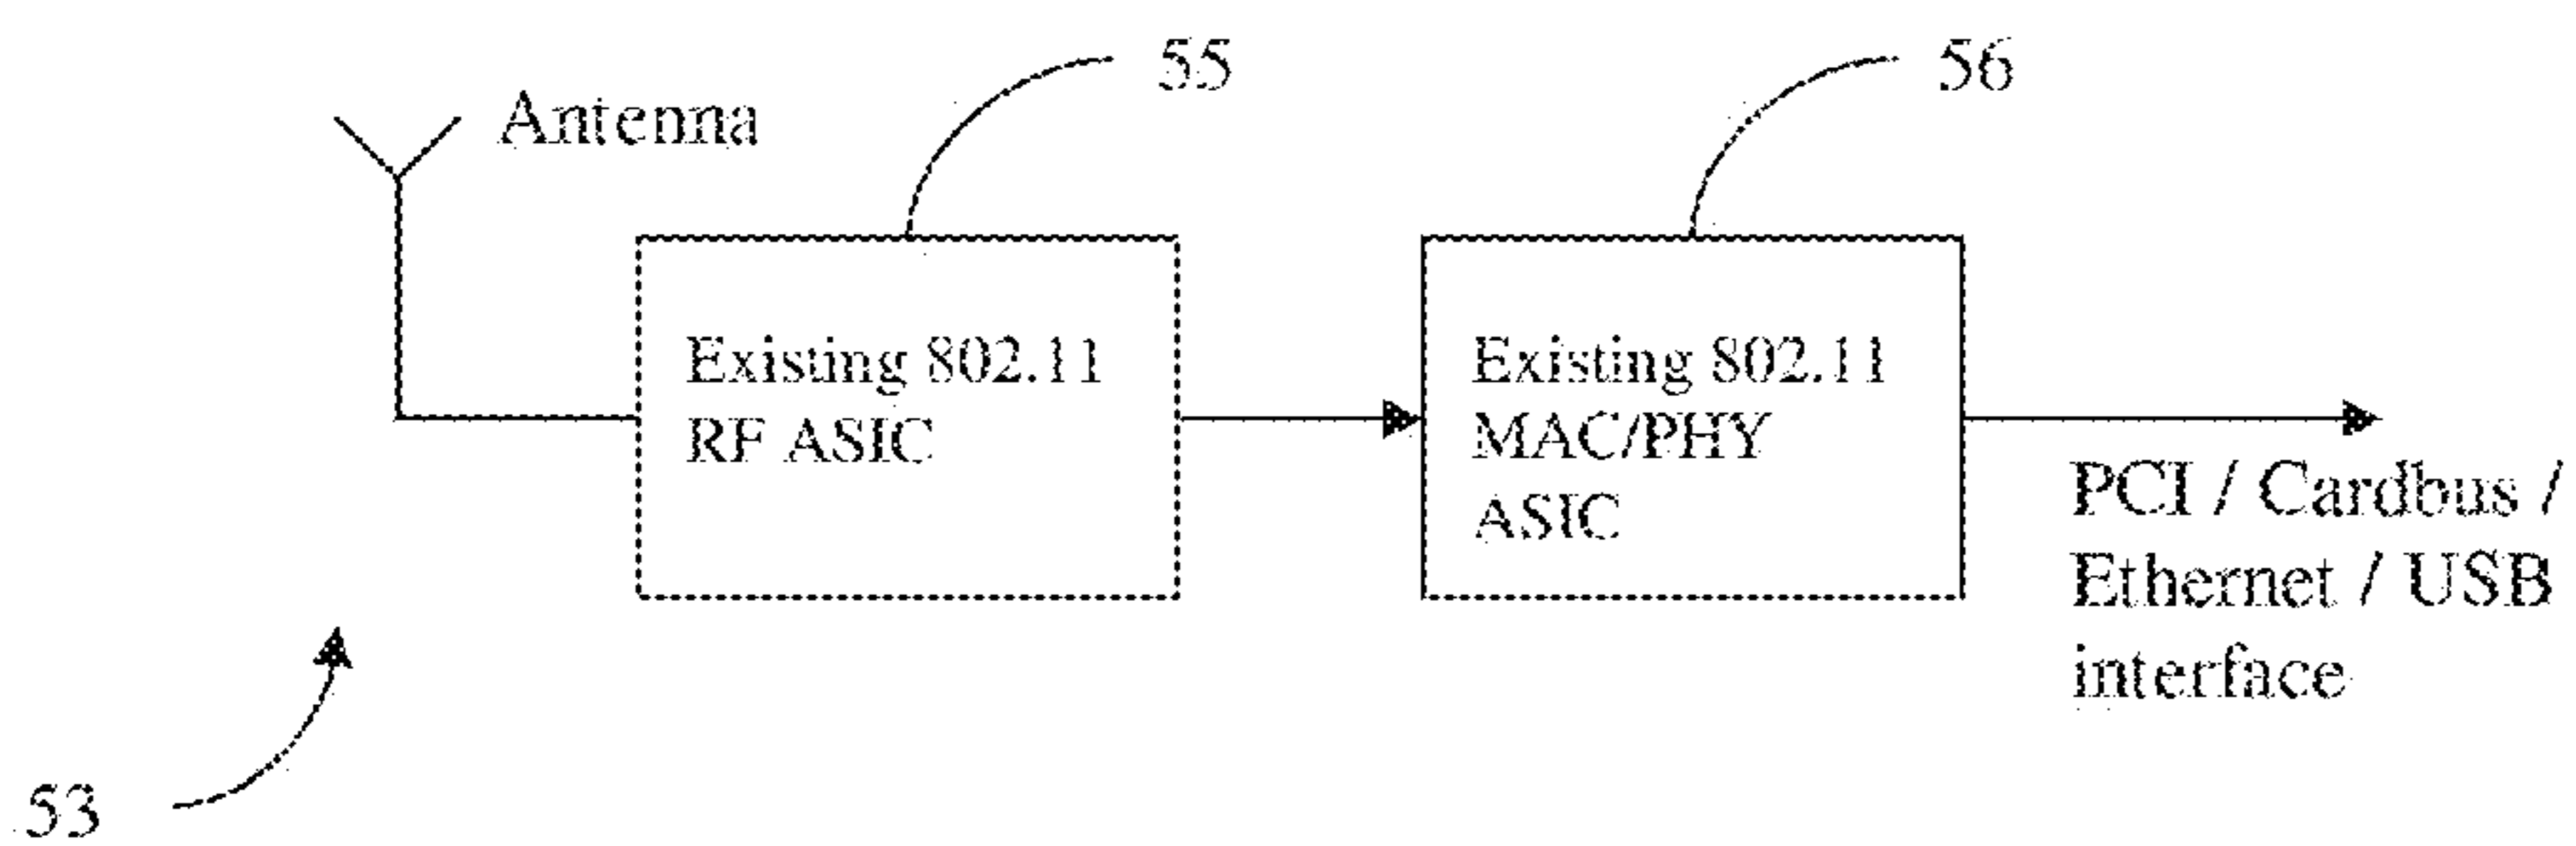 55
56
Antenna
Existing 802.11
RF ASIC
Existing 802.11
MAC/PHY
ASIC
PCI / Cardbus /
Ethernet / USB
interface
53